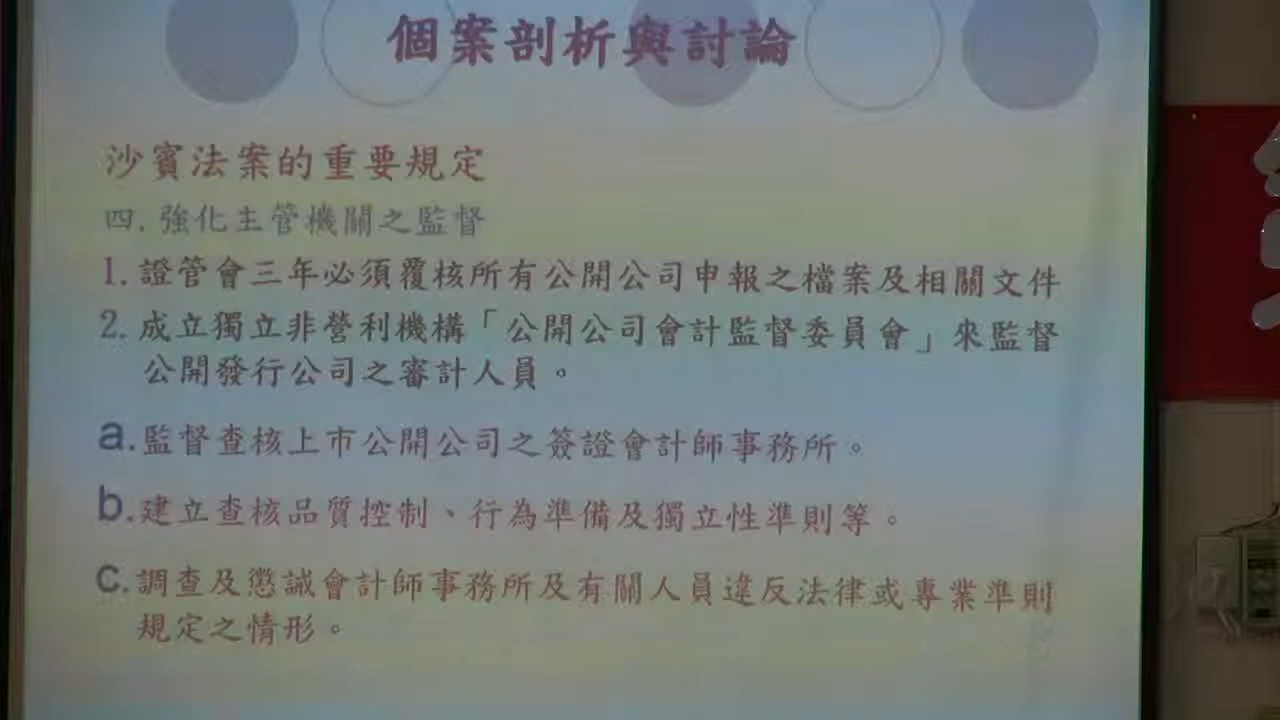 個案剖析與討論
沙賓法案的重要規定
四. 強化主管機關之監督
1. 證管會三年必須覆核所有公開公司申報之檔案及相關文件
2. 成立獨立非營利機構「公開公司會計監督委員會」來監督
公開發行公司之審計人員。
a. 監督查核上市公開公司之簽證會計師事務所。
b. 建立查核品質控制、行為準備及獨立性準則等。
c. 調查及懲誡會計師事務所及有關人員違反法律或專業準則
規定之情形。